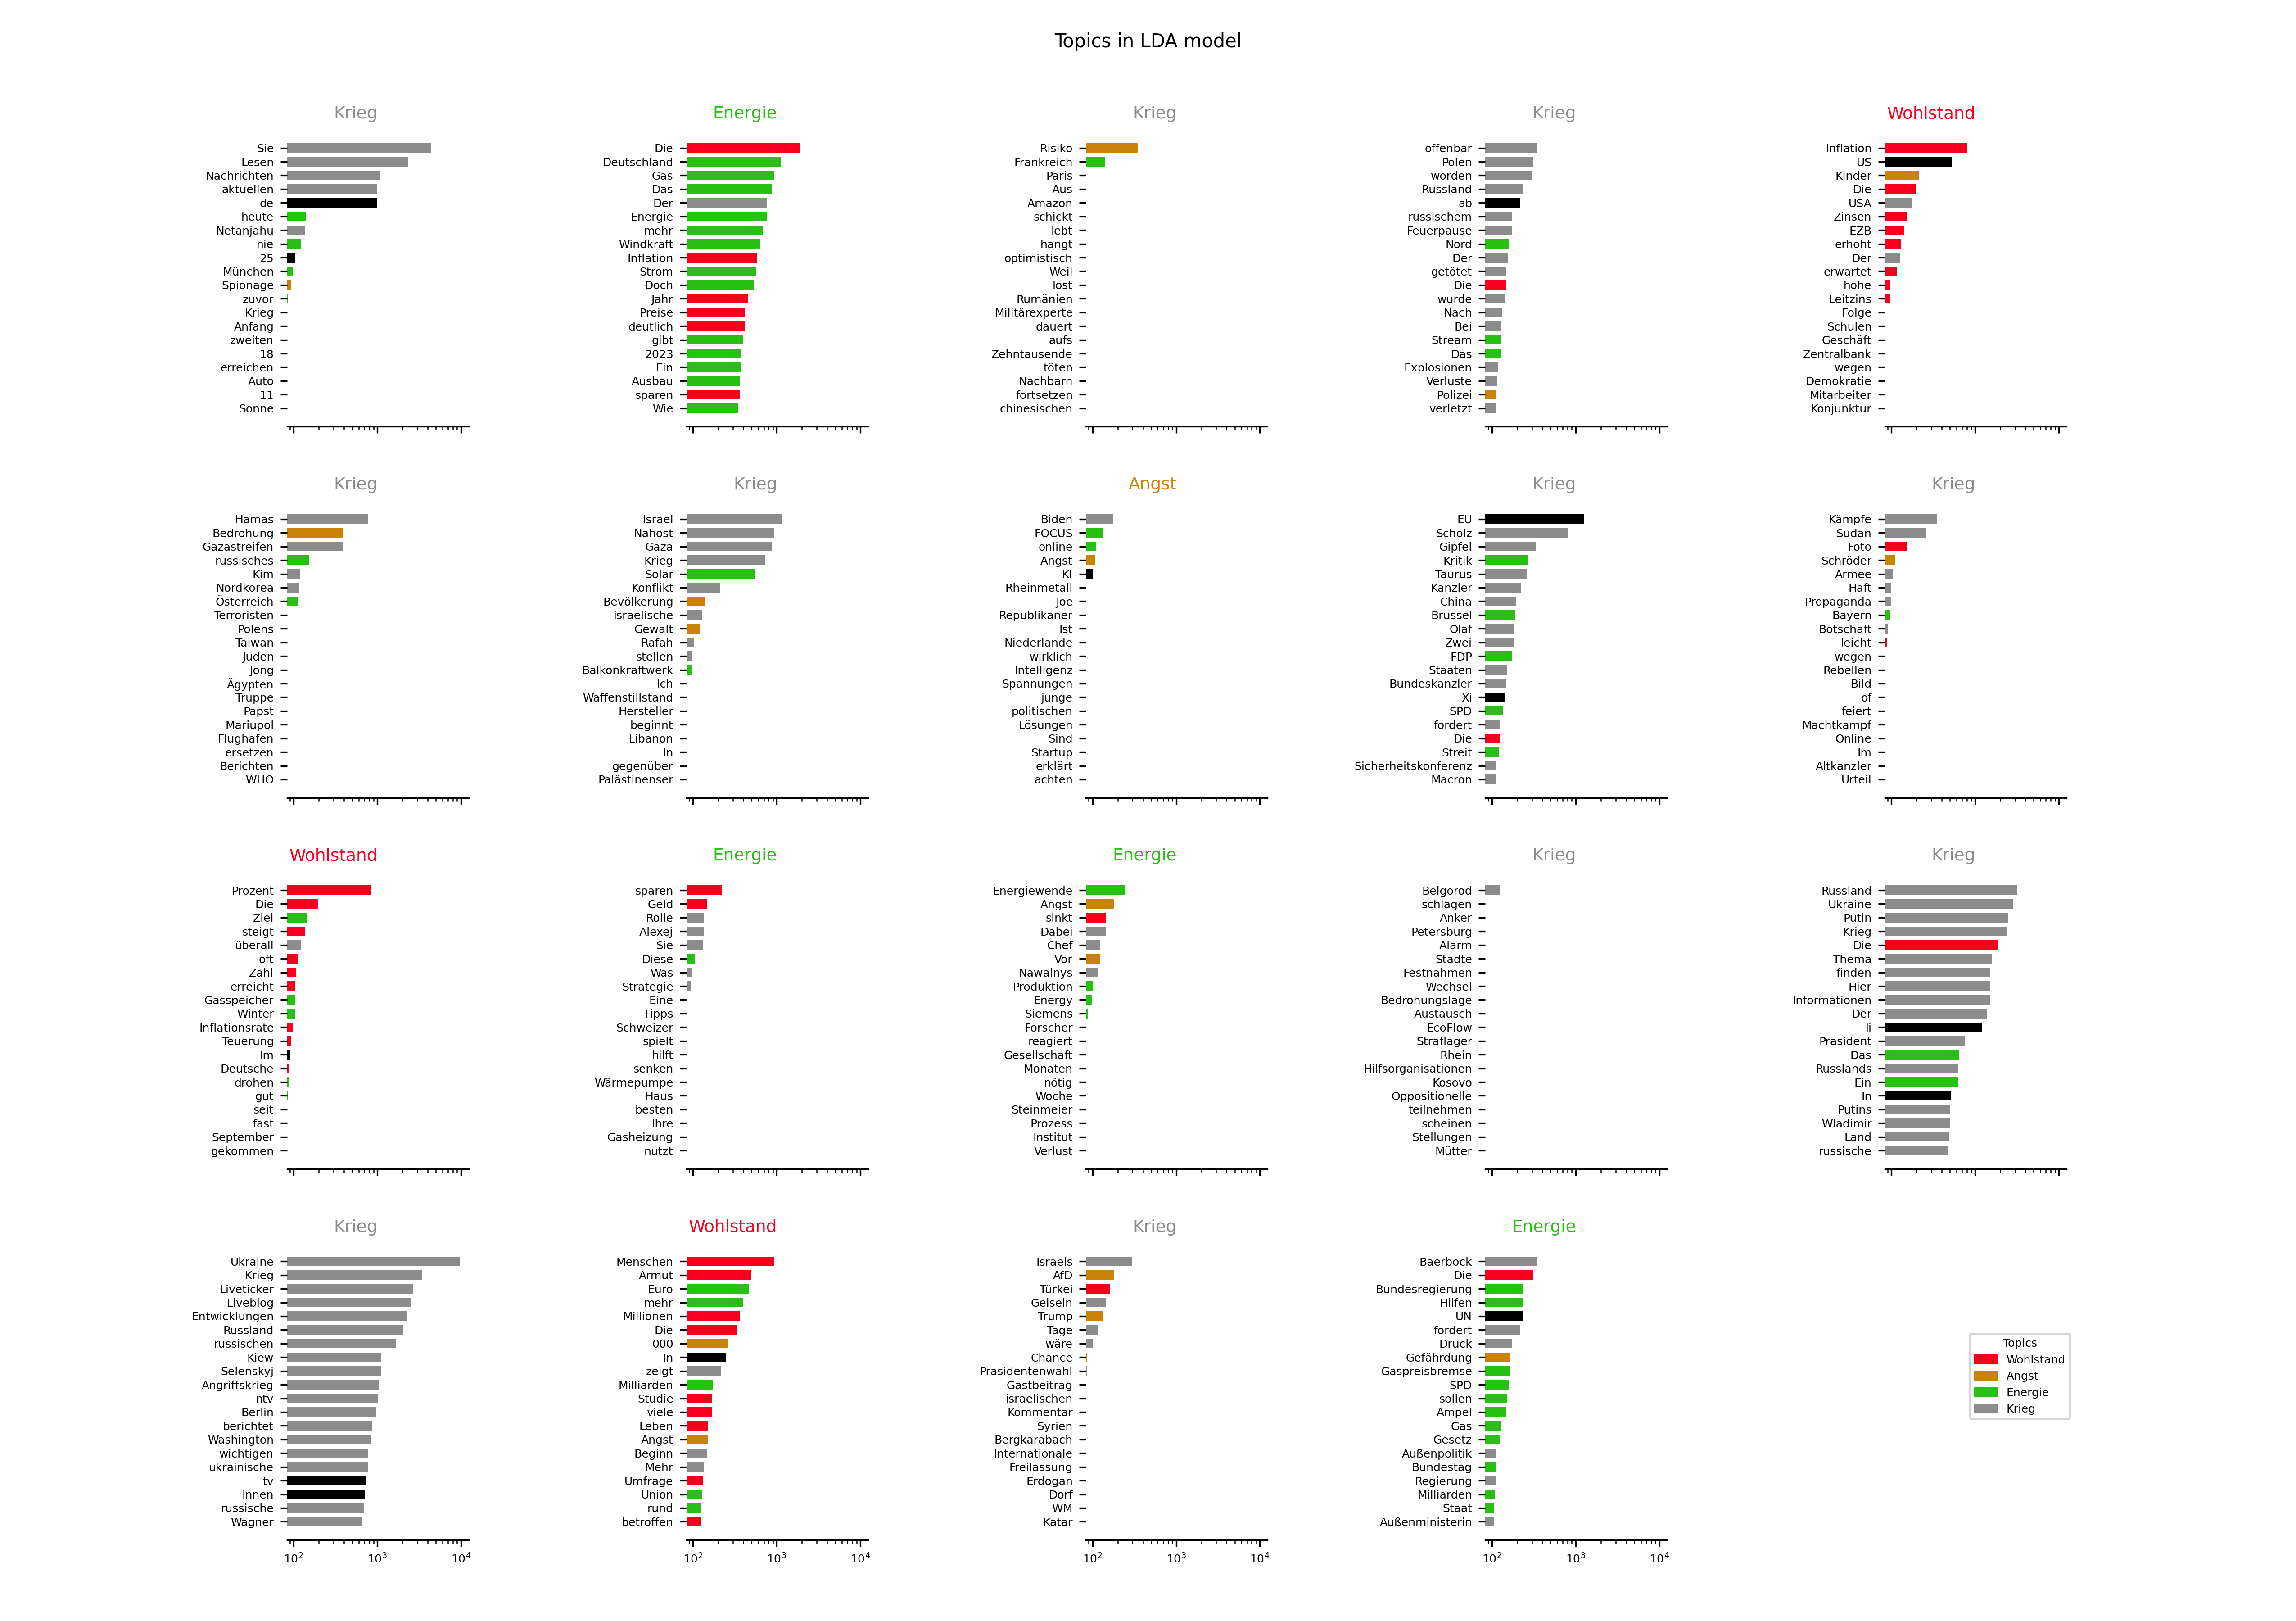 Topics in LDA model
Krieg
Sie
Lesen
Nachrichten
aktuellen
de
heute
Netanjahu
nie
25
München
Spionage
zuvor
Krieg
Anfang
zweiten
18
erreichen
Auto
11
Sonne
Energie
Die
Deutschland
Gas
Das
Der
Energie
mehr
Windkraft
Inflation
Strom
Doch
Jahr
Preise
deutlich
gibt
2023
Ein
Ausbau
sparen
Wie
Krieg
Risiko
Frankreich
Paris
Aus
Amazon
schickt
lebt
hängt
optimistisch
Weil
löst
Rumänien
Militärexperte
dauert
aufs
Zehntausende
töten
Nachbarn
fortsetzen
chinesischen
Krieg
offenbar
Polen
worden
Russland
ab
russischem
Feuerpause
Nord
Der
getötet
Die
wurde
Nach
Bei
Stream
Das
Explosionen
Verluste
Polizei
verletzt
Wohlstand
Inflation
US
Kinder
Die
USA
Zinsen
EZB
erhöht
Der
erwartet
hohe
Leitzins
Folge
Schulen
Geschäft
Zentralbank
wegen
Demokratie
Mitarbeiter
Konjunktur
Krieg
Hamas
Bedrohung
Gazastreifen
russisches
Kim
Nordkorea
Österreich
Terroristen
Polens
Taiwan
Juden
Jong
Ägypten
Truppe
Papst
Mariupol
Flughafen
ersetzen
Berichten
WHO
Krieg
Israel
Nahost
Gaza
Krieg
Solar
Konflikt
Bevölkerung
israelische
Gewalt
Rafah
stellen
Balkonkraftwerk
Ich
Waffenstillstand
Hersteller
beginnt
Libanon
In
gegenüber
Palästinenser
Angst
Biden
FOCUS
online
Angst
KI
Rheinmetall
Joe
Republikaner
Ist
Niederlande
wirklich
Intelligenz
Spannungen
junge
politischen
Lösungen
Sind
Startup
erklärt
achten
Krieg
EU
Scholz
Gipfel
Kritik
Taurus
Kanzler
China
Brüssel
Olaf
Zwei
FDP
Staaten
Bundeskanzler
Xi
SPD
fordert
Die
Streit
Sicherheitskonferenz
Macron
Krieg
Kämpfe
Sudan
Foto
Schröder
Armee
Haft
Propaganda
Bayern
Botschaft
leicht
wegen
Rebellen
Bild
of
feiert
Machtkampf
Online
Im
Altkanzler
Urteil
Wohlstand
Prozent
Die
Ziel
steigt
überall
oft
Zahl
erreicht
Gasspeicher
Winter
Inflationsrate
Teuerung
Im
Deutsche
drohen
gut
seit
fast
September
gekommen
Energie
sparen
Geld
Rolle
Alexej
Sie
Diese
Was
Strategie
Eine
Tipps
Schweizer
spielt
hilft
senken
Wärmepumpe
Haus
besten
Ihre
Gasheizung
nutzt
Energie
Energiewende
Angst
sinkt
Dabei
Chef
Vor
Nawalnys
Produktion
Energy
Siemens
Forscher
reagiert
Gesellschaft
Monaten
nötig
Woche
Steinmeier
Prozess
Institut
Verlust
Krieg
Belgorod
schlagen
Anker
Petersburg
Alarm
Städte
Festnahmen
Wechsel
Bedrohungslage
Austausch
EcoFlow
Straflager
Rhein
Hilfsorganisationen
Kosovo
Oppositionelle
teilnehmen
scheinen
Stellungen
Mütter
Krieg
Russland
Ukraine
Putin
Krieg
Die
Thema
finden
Hier
Informationen
Der
li
Präsident
Das
Russlands
Ein
In
Putins
Wladimir
Land
russische
Krieg
Ukraine
Krieg
Liveticker
Liveblog
Entwicklungen
Russland
russischen
Kiew
Selenskyj
Angriffskrieg
ntv
Berlin
berichtet
Washington
wichtigen
ukrainische
tv
Innen
russische
Wagner
10² 10³ 10⁴
Wohlstand
Menschen
Armut
Euro
mehr
Millionen
Die
000
In
zeigt
Milliarden
Studie
viele
Leben
Angst
Beginn
Mehr
Umfrage
Union
rund
betroffen
10² 10³ 10⁴
Krieg
Israels
AfD
Türkei
Geiseln
Trump
Tage
wäre
Chance
Präsidentenwahl
Gastbeitrag
israelischen
Kommentar
Syrien
Bergkarabach
Internationale
Freilassung
Erdogan
Dorf
WM
Katar
10² 10³ 10⁴
Energie
Baerbock
Die
Bundesregierung
Hilfen
UN
fordert
Druck
Gefährdung
Gaspreisbremse
SPD
sollen
Ampel
Gas
Gesetz
Außenpolitik
Bundestag
Regierung
Milliarden
Staat
Außenministerin
10² 10³ 10⁴
Topics
Wohlstand
Angst
Energie
Krieg